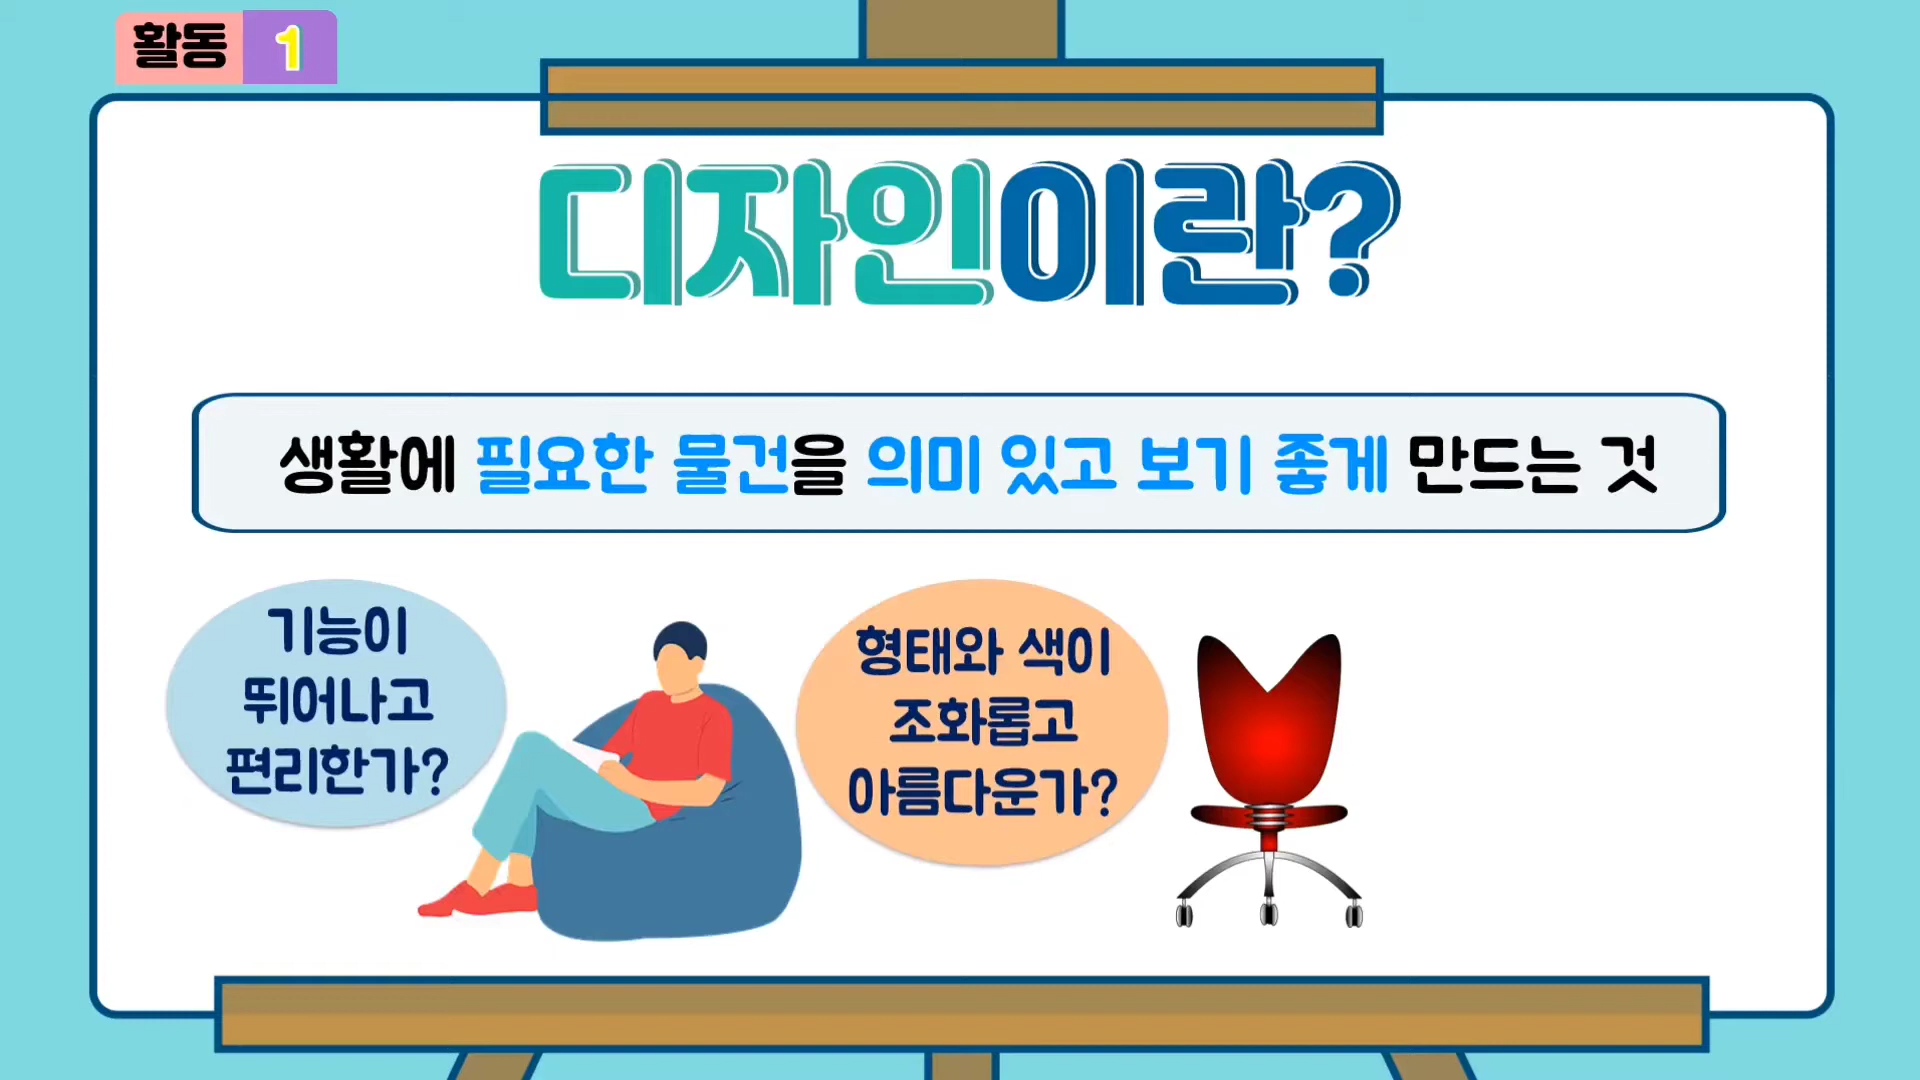 활동 1
디자인이란?
생활에 필요한 물건을 의미 있고 보기 좋게 만드는 것
기능이
뛰어나고
편리한가?
형태와 색이
조화롭고
아름다운가?